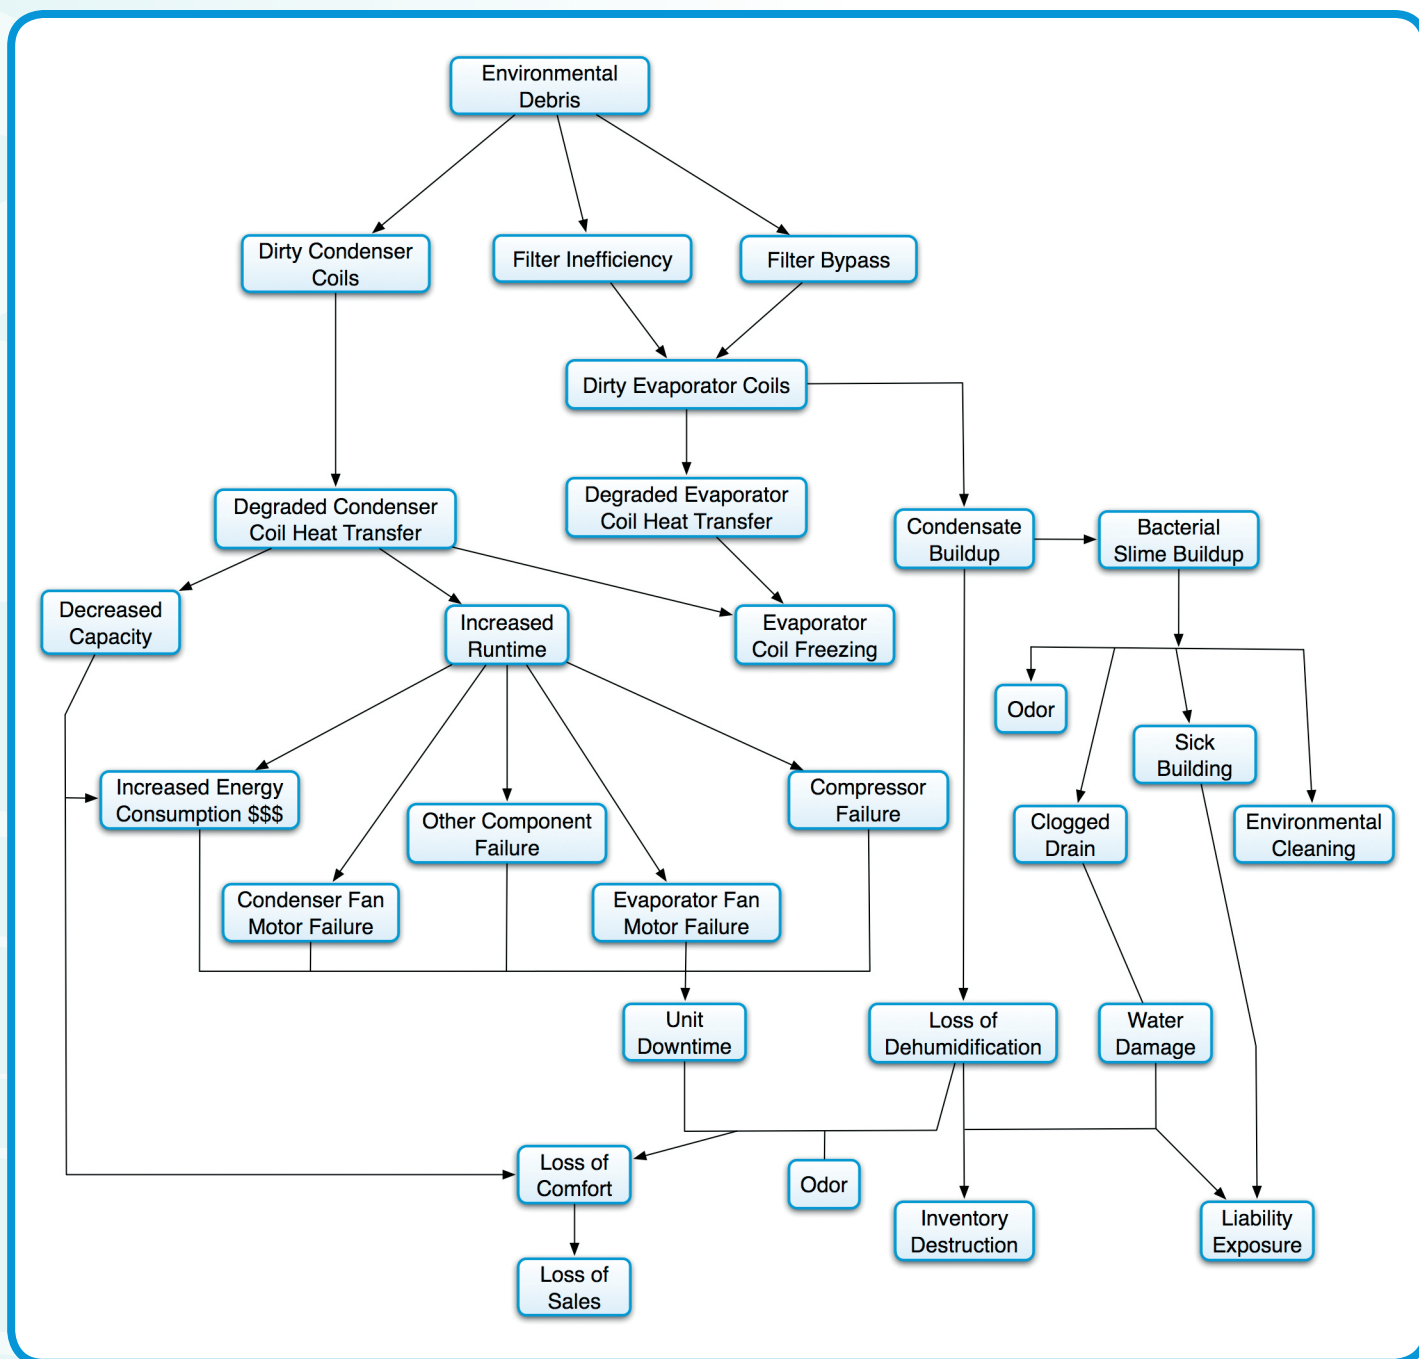 Environmental
Debris
Dirty Condenser
Coils
Filter Inefficiency
Filter Bypass
Dirty Evaporator Coils
Degraded Condenser
Coil Heat Transfer
Degraded Evaporator
Coil Heat Transfer
Condensate
Buildup
Bacterial
Slime Buildup
Decreased
Capacity
Increased
Runtime
Evaporator
Coil Freezing
Odor
Sick
Building
Increased Energy
Consumption $$$
Other Component
Failure
Compressor
Failure
Clogged
Drain
Environmental
Cleaning
Condenser Fan
Motor Failure
Evaporator Fan
Motor Failure
Unit
Downtime
Loss of
Dehumidification
Water
Damage
Loss of
Comfort
Odor
Inventory
Destruction
Liability
Exposure
Loss of
Sales